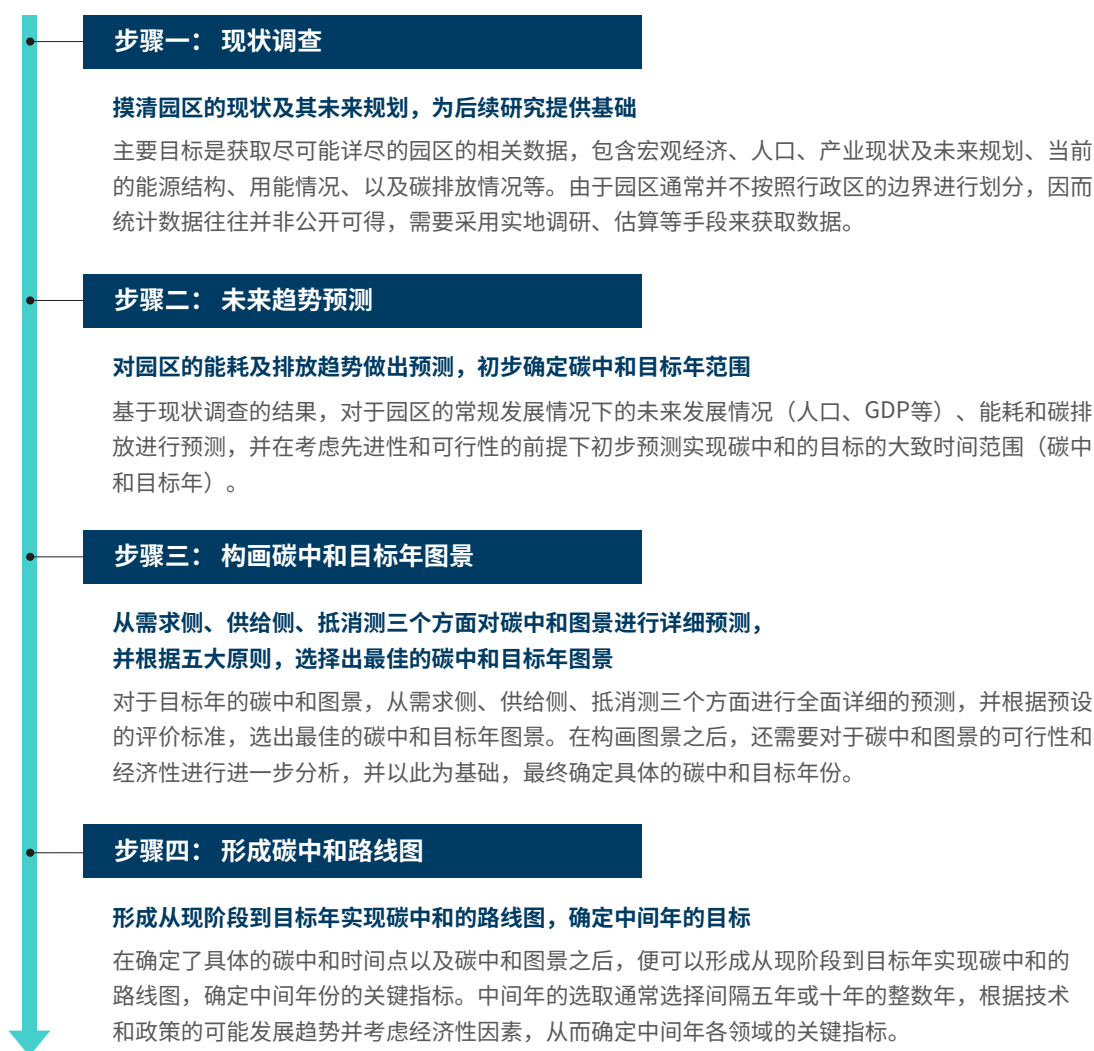 步骤一： 现状调查
摸清园区的现状及其未来规划，为后续研究提供基础
主要目标是获取尽可能详尽的园区的相关数据，包含宏观经济、人口、产业现状及未来规划、当前
的能源结构、用能情况、以及碳排放情况等。由于园区通常并不按照行政区的边界进行划分，因而
统计数据往往并非公开可得，需要采用实地调研、估算等手段来获取数据。
步骤二： 未来趋势预测
对园区的能耗及排放趋势做出预测，初步确定碳中和目标年范围
基于现状调查的结果，对于园区的常规发展情况下的未来发展情况（人口、GDP等）、能耗和碳排
放进行预测，并在考虑先进性和可行性的前提下初步预测实现碳中和的目标的大致时间范围（碳中
和目标年）。
步骤三： 构画碳中和目标年图景
从需求侧、供给侧、抵消测三个方面对碳中和图景进行详细预测，
并根据五大原则，选择出最佳的碳中和目标年图景
对于目标年的碳中和图景，从需求侧、供给侧、抵消测三个方面进行全面详细的预测，并根据预设
的评价标准，选出最佳的碳中和目标年图景。在构画图景之后，还需要对于碳中和图景的可行性和
经济性进行进一步分析，并以此为基础，最终确定具体的碳中和目标年份。
步骤四： 形成碳中和路线图
形成从现阶段到目标年实现碳中和的路线图，确定中间年的目标
在确定了具体的碳中和时间点以及碳中和图景之后，便可以形成从现阶段到目标年实现碳中和的
路线图，确定中间年份的关键指标。中间年的选取通常选择间隔五年或十年的整数年，根据技术
和政策的可能发展趋势并考虑经济性因素，从而确定中间年各领域的关键指标。